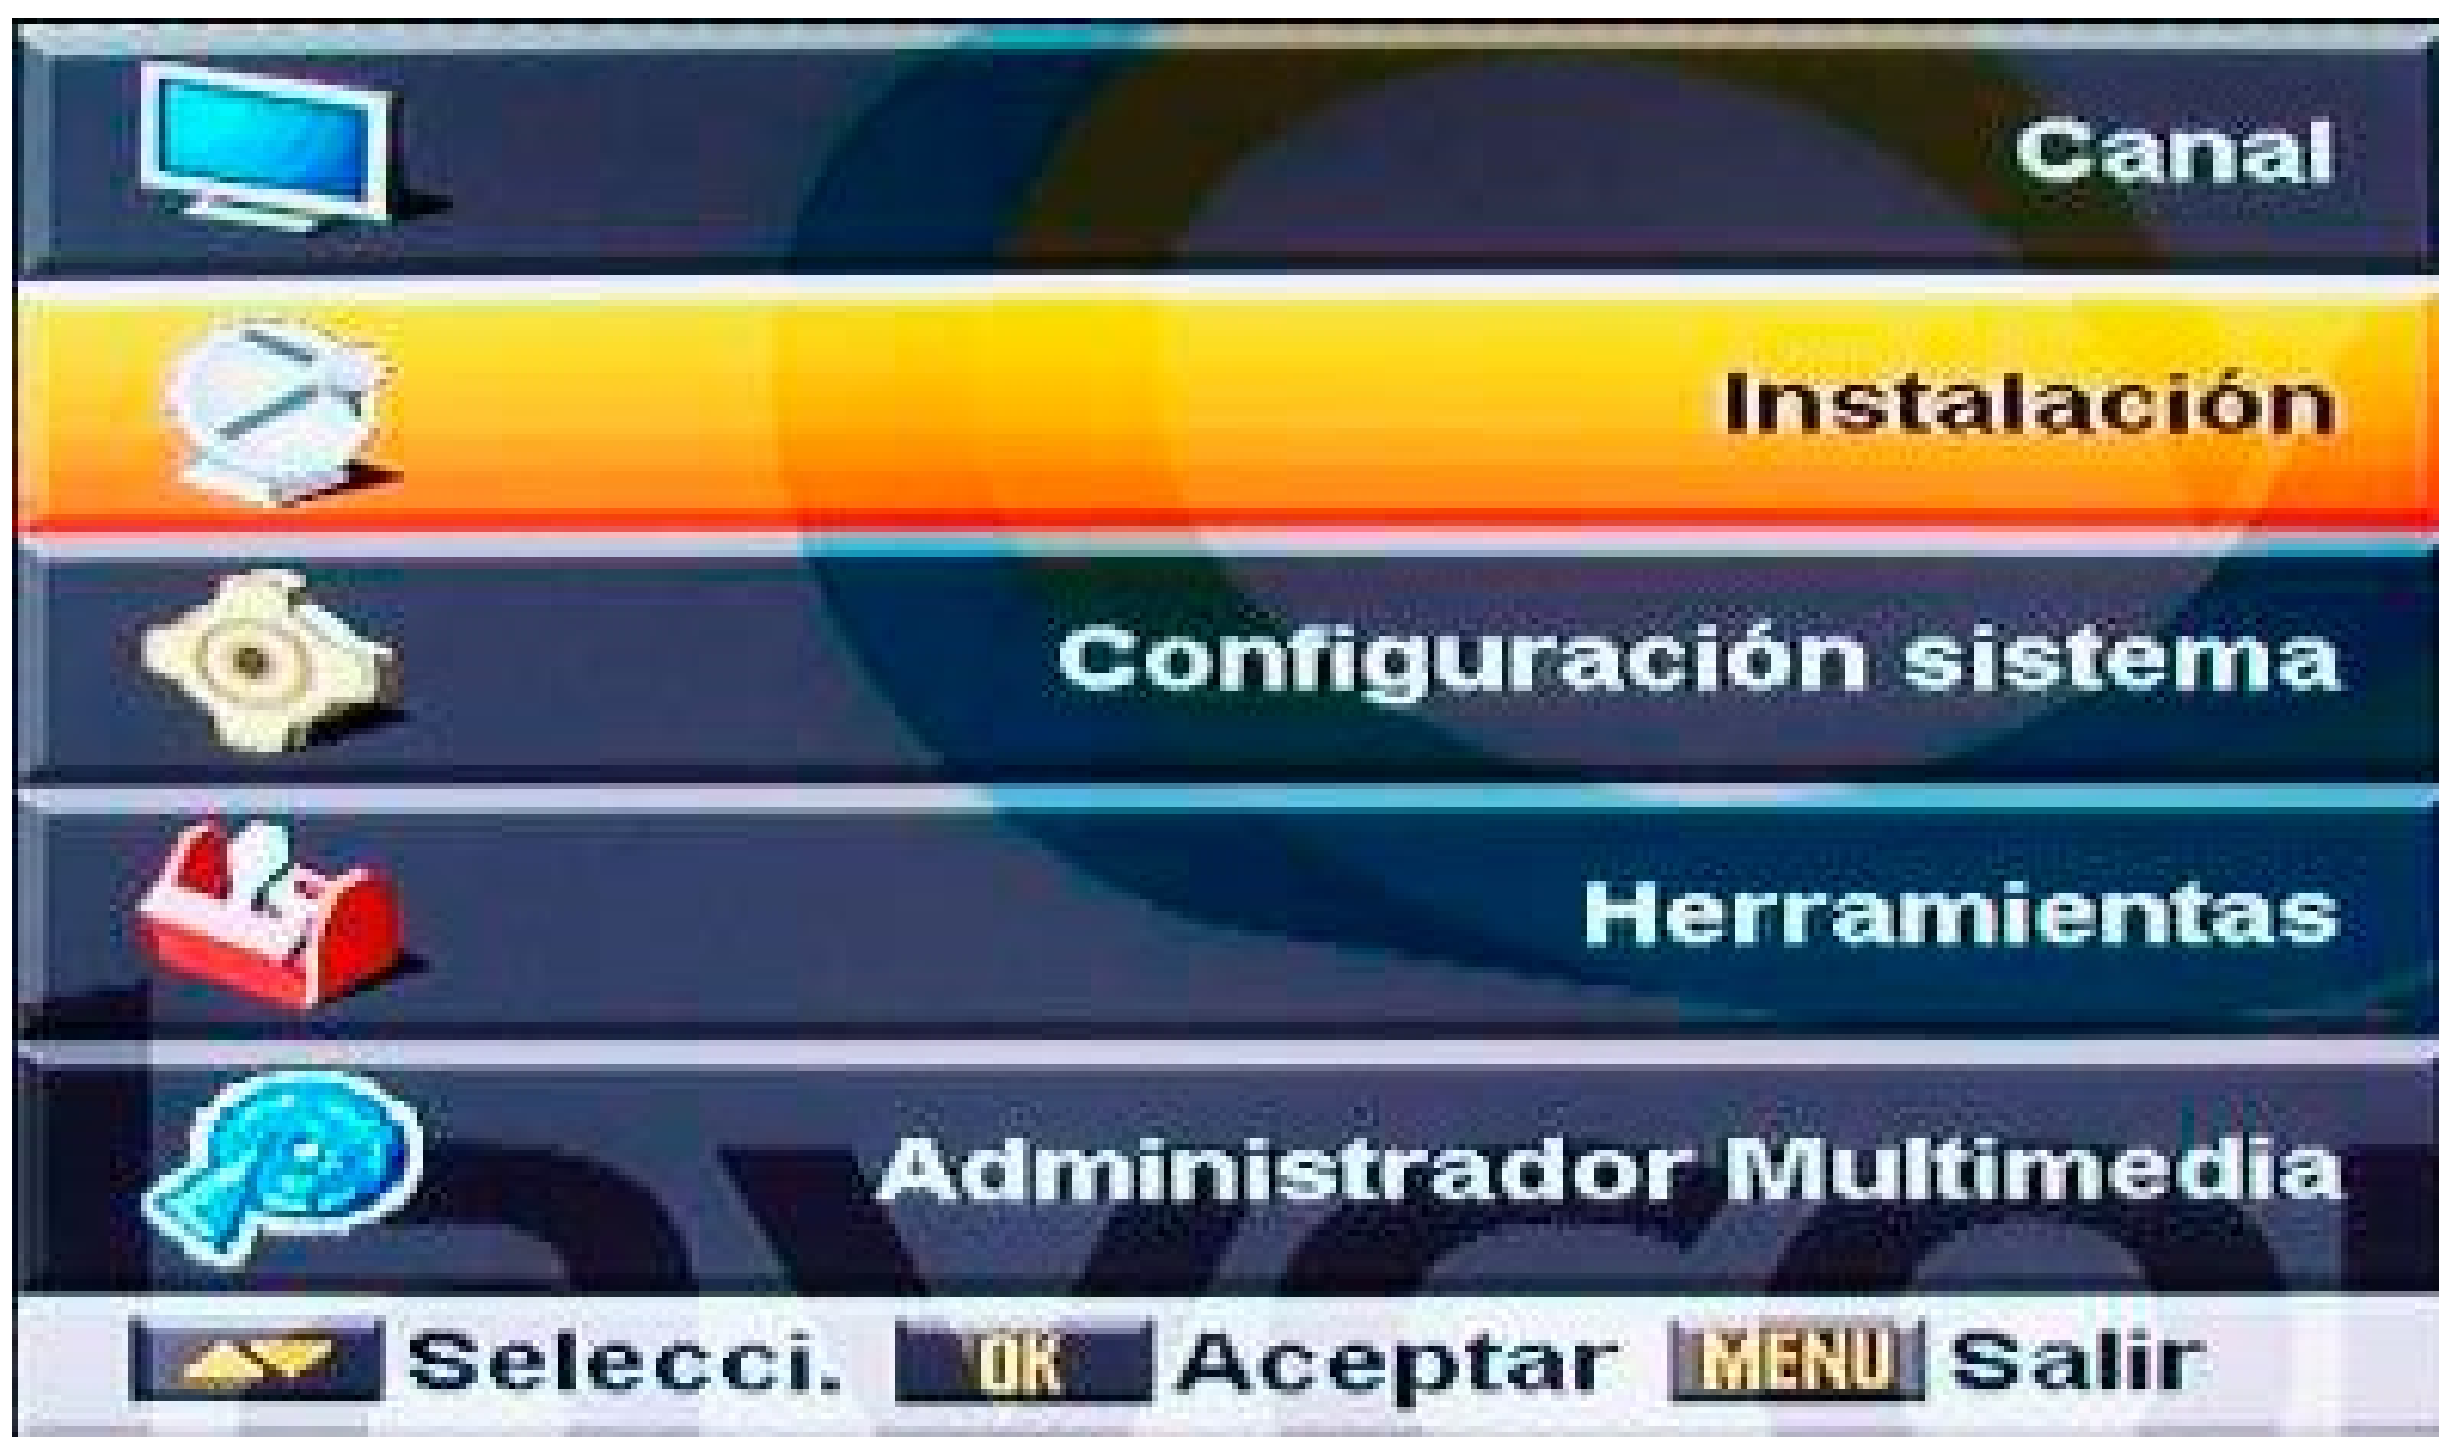 Canal
Instalación
Configuración sistema
Herramientas
Administrador Multimedia
Selecci. OK Aceptar MENU Salir